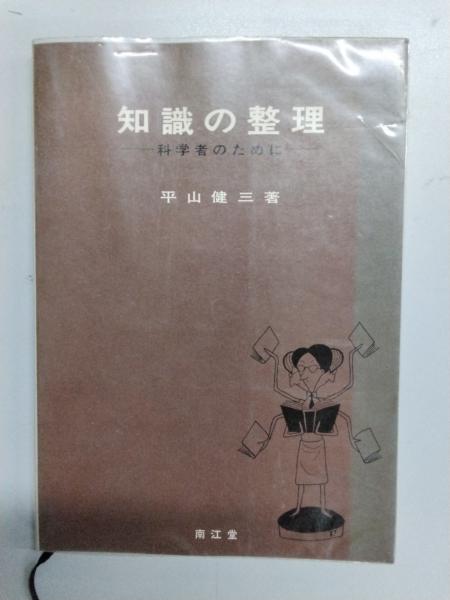 知識の整理
―科学者のために―
平山健三著
南江堂